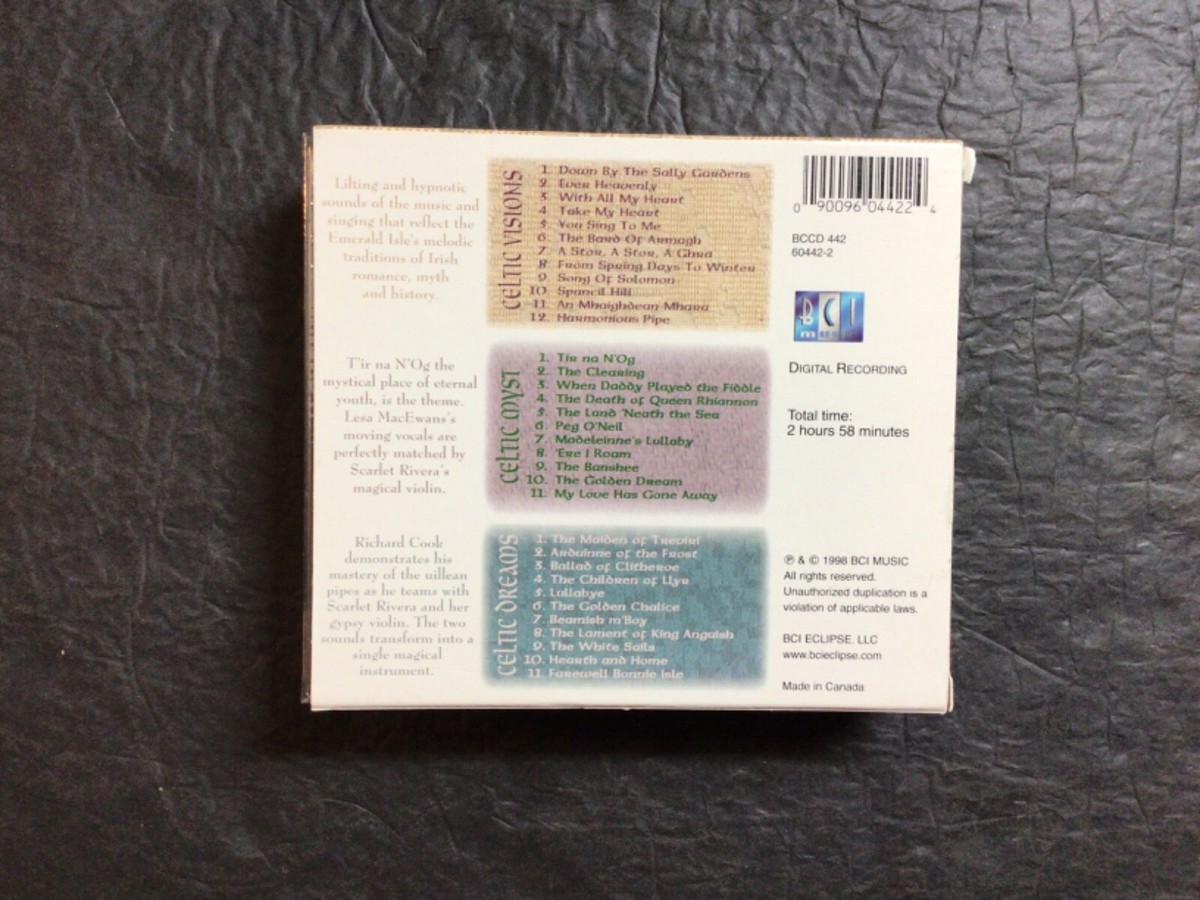 Lilting and hypnotic
sounds of the music and
singing that reflect the
Emerald Isle's melodic
traditions of Irish
romance, myth
and history.
CELTIC VISIONS
1. Down By The Sally Gardens
2. Ever Heavenly
3. With All My Heart
4. Take My Heart
5. You Sing To Me
6. The Bard Of Armagh
7. A Stor, A Stor, A Ghra
8. From Spring Days To Winter
9. Song Of Solomon
10. Spancil Hill
11. An Mhaighdean Mhara
12. Harmonious Pipe
T'ir na N'Og the
mystical place of eternal
youth, is the theme.
Lesa MacEwans's
moving vocals are
perfectly matched by
Scarlet Rivera's
magical violin.
CELTIC MYST
1. Tir na N'Og
2. The Clearing
3. When Daddy Played the Fiddle
4. The Death of Queen Rhiannon
5. The Land 'Neath the Sea
6. Peg O'Neil
7. Madeleinne's Lullaby
8. 'Ere I Roam
9. The Banshee
10. The Golden Dream
11. My Love Has Gone Away
Richard Cook
demonstrates his
mastery of the uillean
pipes as he teams with
Scarlet Rivera and her
gypsy violin. The two
sounds transform into a
single magical
instrument.
CELTIC DREAMS
1. The Maiden of
2. Arduinne of the Frost
3. Ballad of Clitheroe
4. The Children of Llyr
5. Lullabye
6. The Golden Chalice
7. Beamish m'Boy
8. The Lament of King Anguish
9. The White Sails
10. Hearth and Home
11. Farewell Bonnie Isle
0 90096 04422 4
BCCD 442
60442-2
BCI
DIGITAL RECORDING
Total time:
2 hours 58 minutes
℗ & © 1998 BCI MUSIC
All rights reserved.
Unauthorized duplication is a
violation of applicable laws.
BCI ECLIPSE, LLC
www.bcieclipse.com
Made in Canada